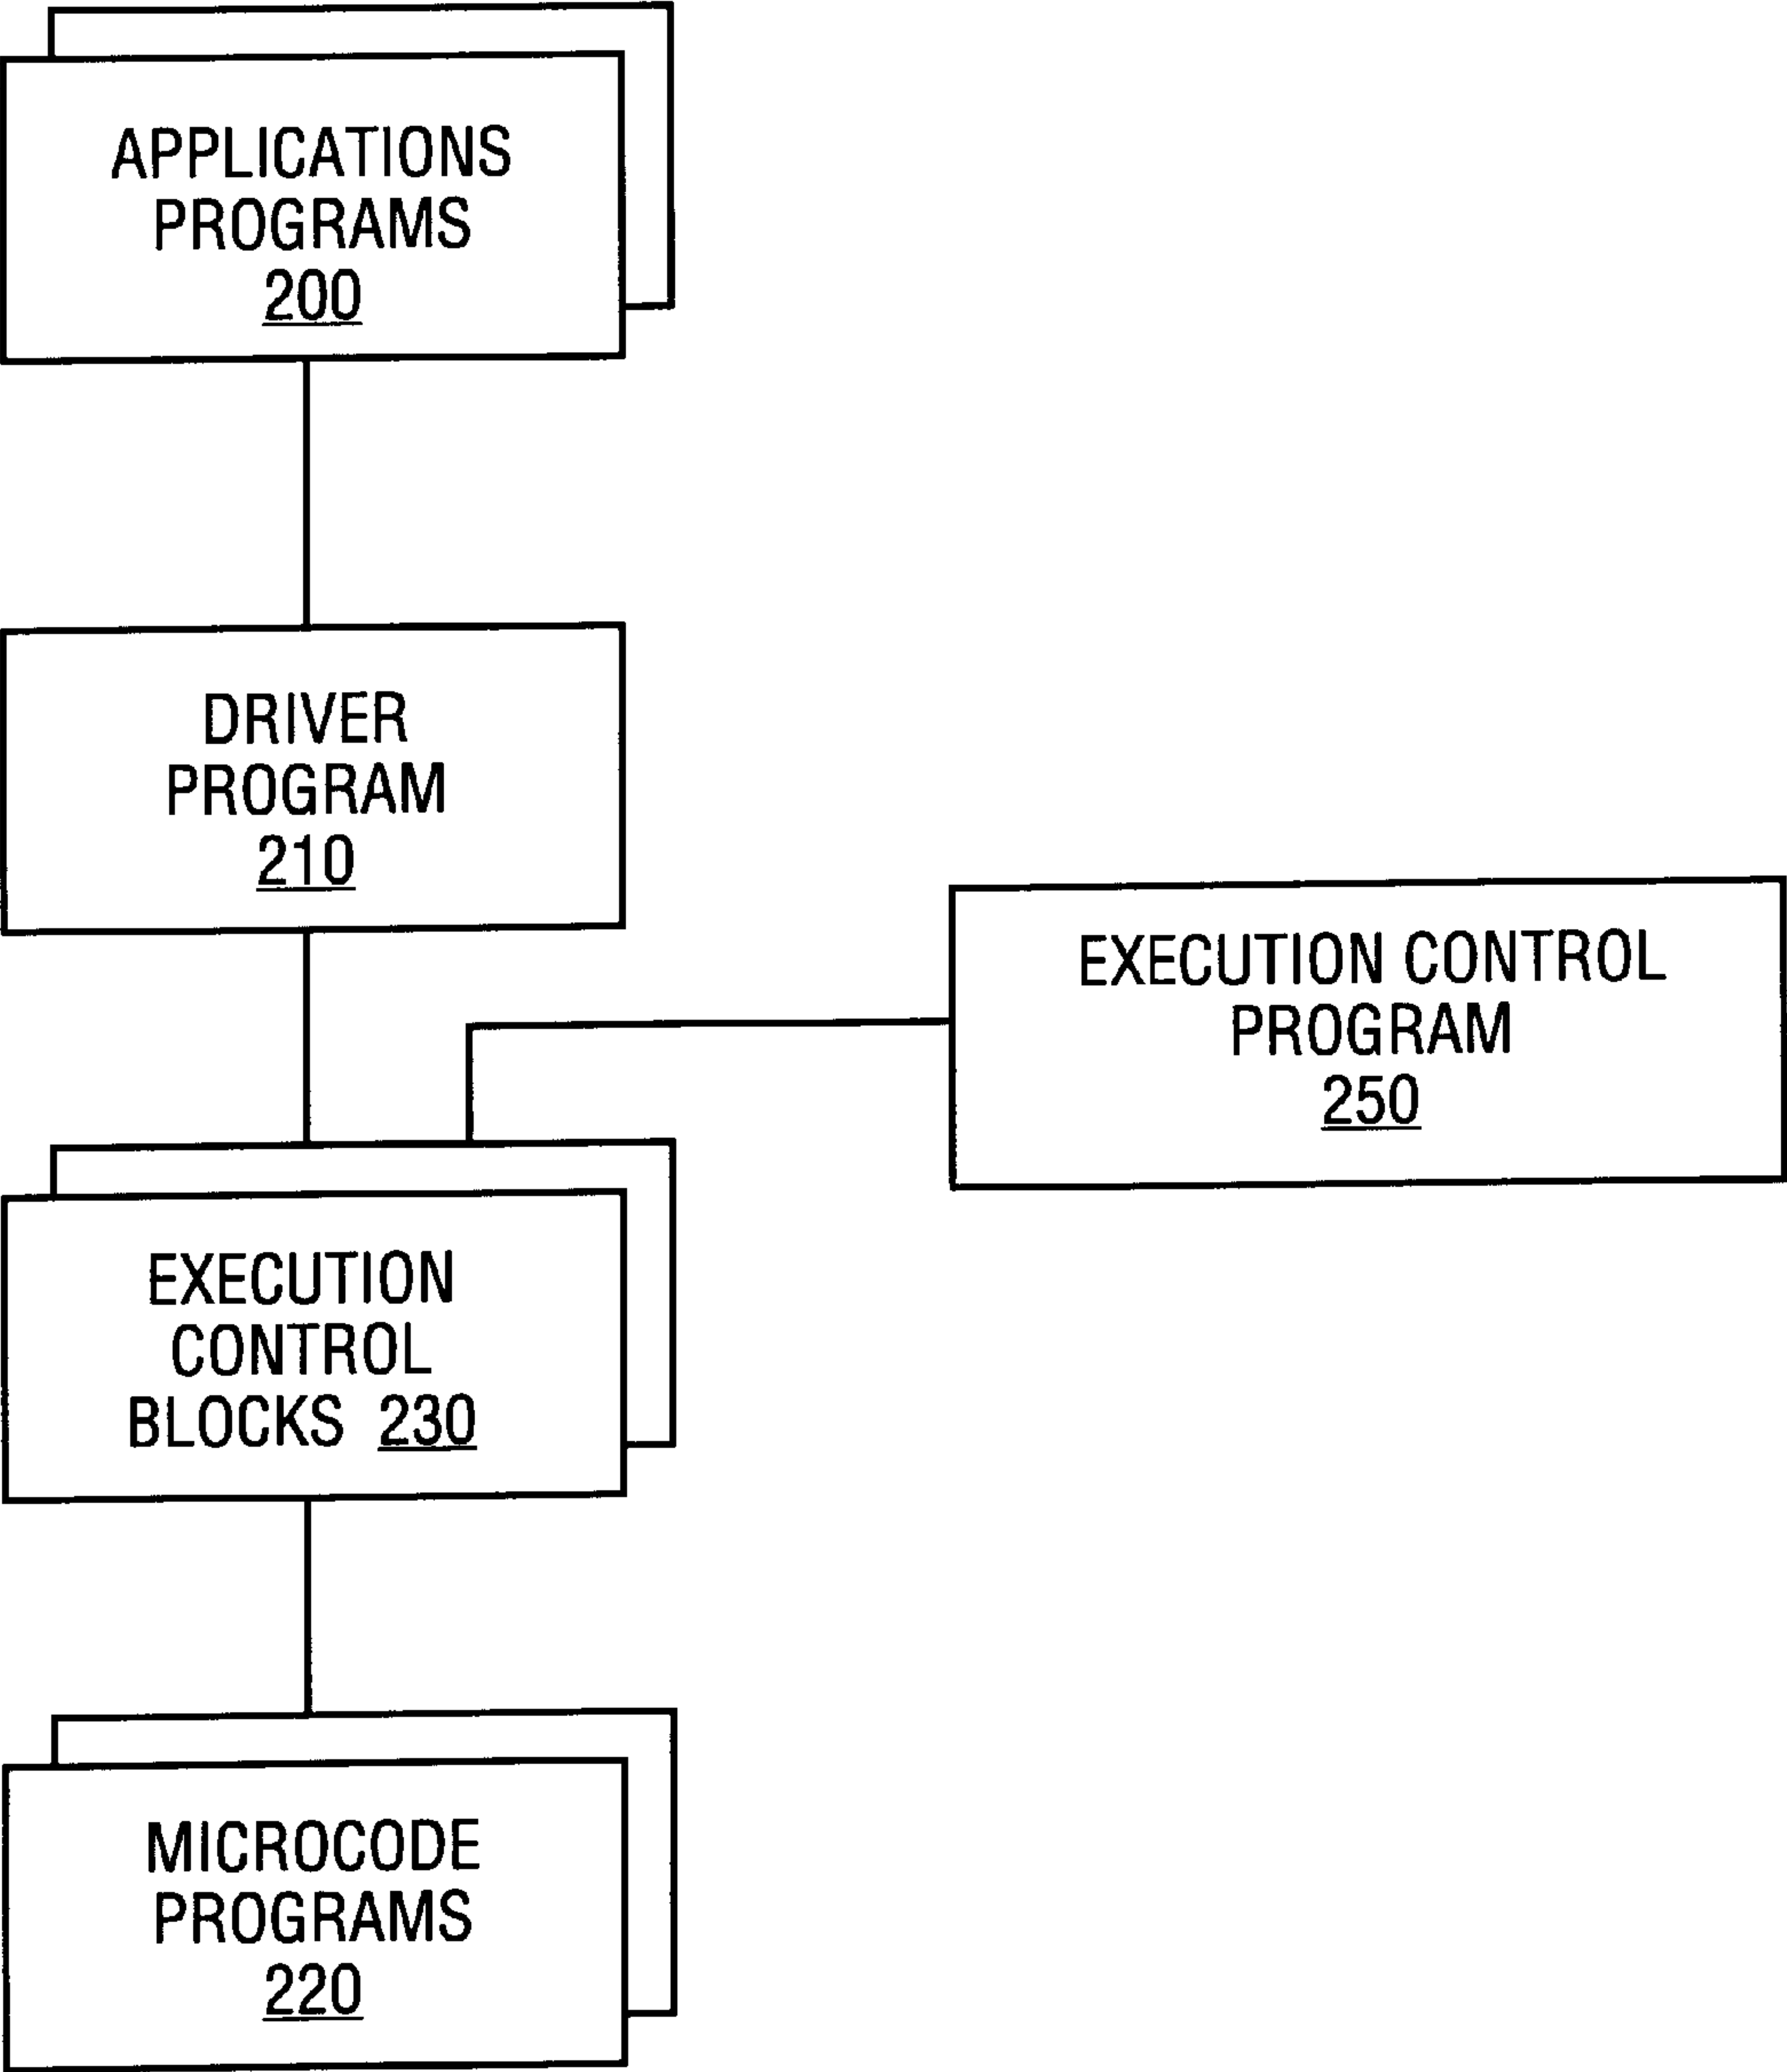 APPLICATIONS
PROGRAMS
200
DRIVER
PROGRAM
210
EXECUTION CONTROL
PROGRAM
250
EXECUTION
CONTROL
BLOCKS 230
MICROCODE
PROGRAMS
220